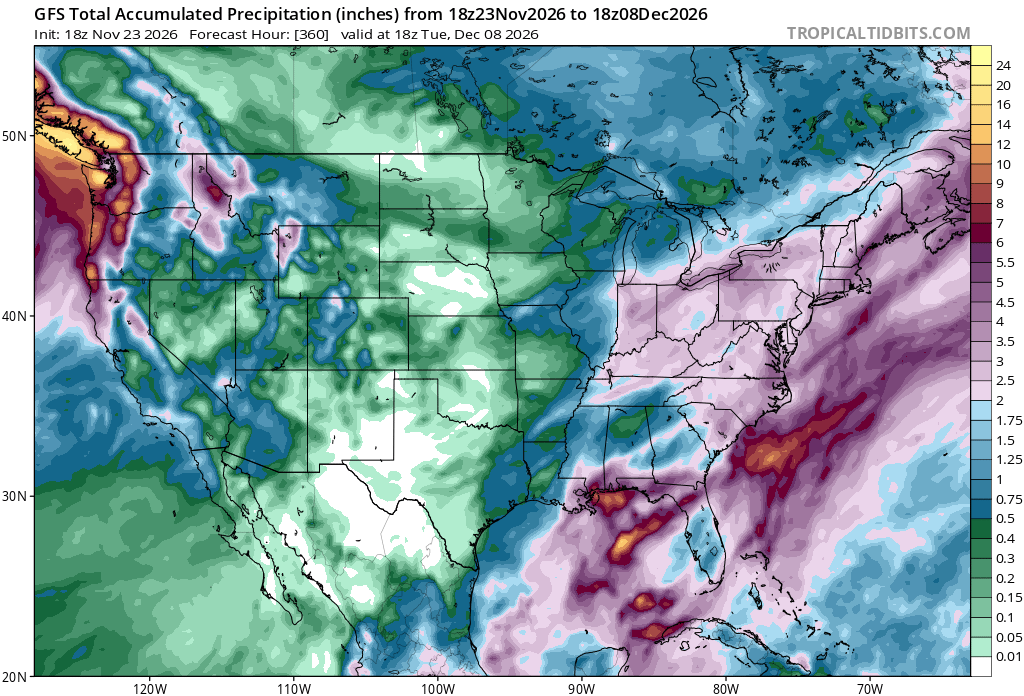 GFS Total Accumulated Precipitation (inches) from 18z23Nov2026 to 18z08Dec2026
Init: 18z Nov 23 2026 Forecast Hour: [360] valid at 18z Tue, Dec 08 2026
TROPICALTIDBITS.COM
24
20
16
14
12
10
9
8
7
6
5.5
5
4.5
4
3.5
3
2.5
2
1.75
1.5
1.25
1
0.75
0.5
0.4
0.3
0.2
0.15
0.1
0.05
0.01
50N
40N
30N
20N
120W
110W
100W
90W
80W
70W